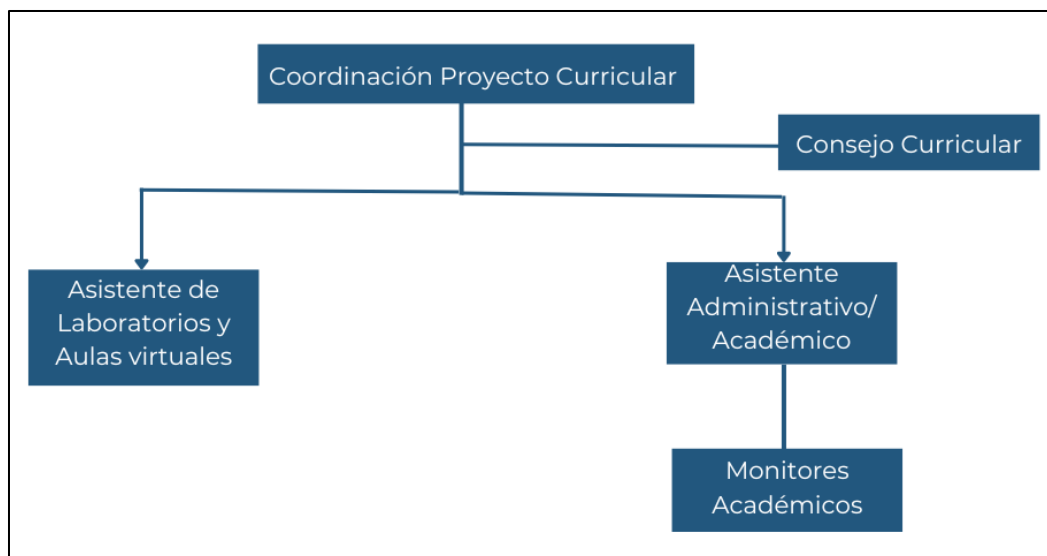 Coordinación Proyecto Curricular
Consejo Curricular
Asistente de
Laboratorios y
Aulas virtuales
Asistente
Administrativo/
Académico
Monitores
Académicos